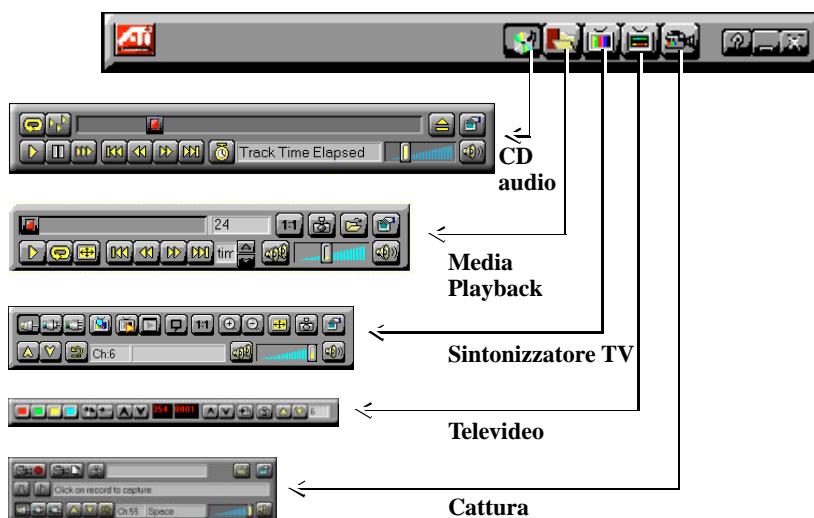 ATi
Track Time Elapsed
CD
audio
24
1:1
tim
Media
Playback
1:1
Ch:6
Sintonizzatore TV
354 0001
6
Televideo
Click on record to capture
Ch:55 Space
Cattura